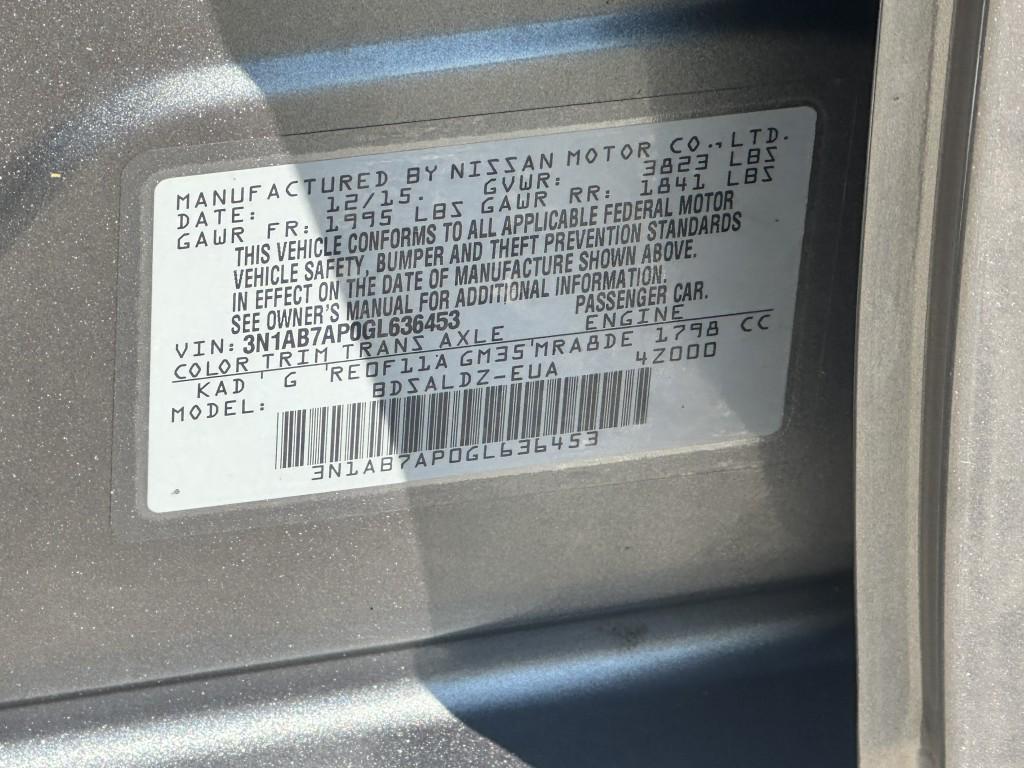 MANUFACTURED BY NISSAN MOTOR CO.,LTD.
DATE: 12/15. GVWR: 3823 LBS
GAWR FR: 1995 LBS GAWR RR: 1841 LBS
THIS VEHICLE CONFORMS TO ALL APPLICABLE FEDERAL MOTOR
VEHICLE SAFETY, BUMPER AND THEFT PREVENTION STANDARDS
IN EFFECT ON THE DATE OF MANUFACTURE SHOWN ABOVE.
SEE OWNER'S MANUAL FOR ADDITIONAL INFORMATION.
VIN: 3N1AB7AP0GL636453 PASSENGER CAR.
COLOR TRIM TRANS AXLE ENGINE
KAD G RE0F11A GM35 MRA8DE 1798 CC
MODEL: BDSALDZ-EUA 4Z000
3N1AB7AP0GL636453